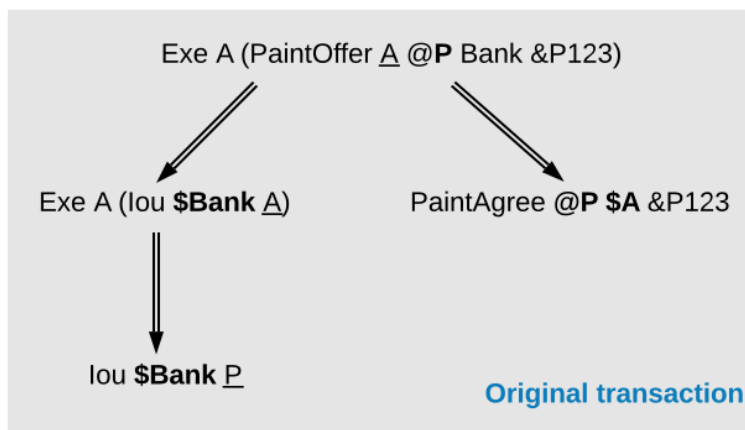 Exe A (PaintOffer A @P Bank &P123)
Exe A (Iou $Bank A)
PaintAgree @P $A &P123
Iou $Bank P
Original transaction